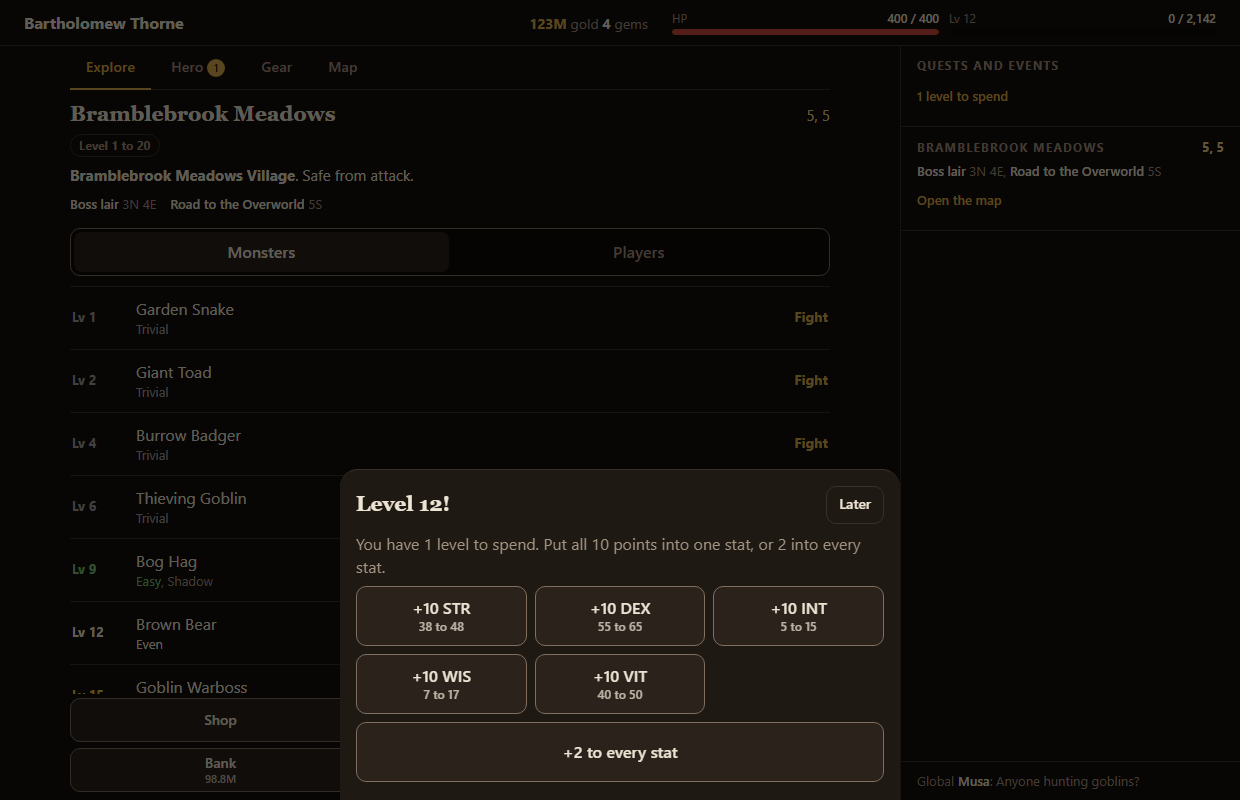 Bartholomew Thorne
123M gold 4 gems
HP 400 / 400
Lv 12 0 / 2,142
Explore
Hero 1
Gear
Map
Bramblebrook Meadows 5, 5
Level 1 to 20
Bramblebrook Meadows Village. Safe from attack.
Boss lair 3N 4E Road to the Overworld 5S
Monsters
Players
Lv 1 Garden Snake Fight
Trivial
Lv 2 Giant Toad Fight
Trivial
Lv 4 Burrow Badger Fight
Trivial
Lv 6 Thieving Goblin
Trivial
Lv 9 Bog Hag
Easy, Shadow
Lv 12 Brown Bear
Even
Lv 15 Goblin Warboss
Shop
Bank
98.8M
Level 12!
Later
You have 1 level to spend. Put all 10 points into one stat, or 2 into every
stat.
+10 STR
38 to 48
+10 DEX
55 to 65
+10 INT
5 to 15
+10 WIS
7 to 17
+10 VIT
40 to 50
+2 to every stat
QUESTS AND EVENTS
1 level to spend
BRAMBLEBROOK MEADOWS 5, 5
Boss lair 3N 4E, Road to the Overworld 5S
Open the map
Global Musa: Anyone hunting goblins?